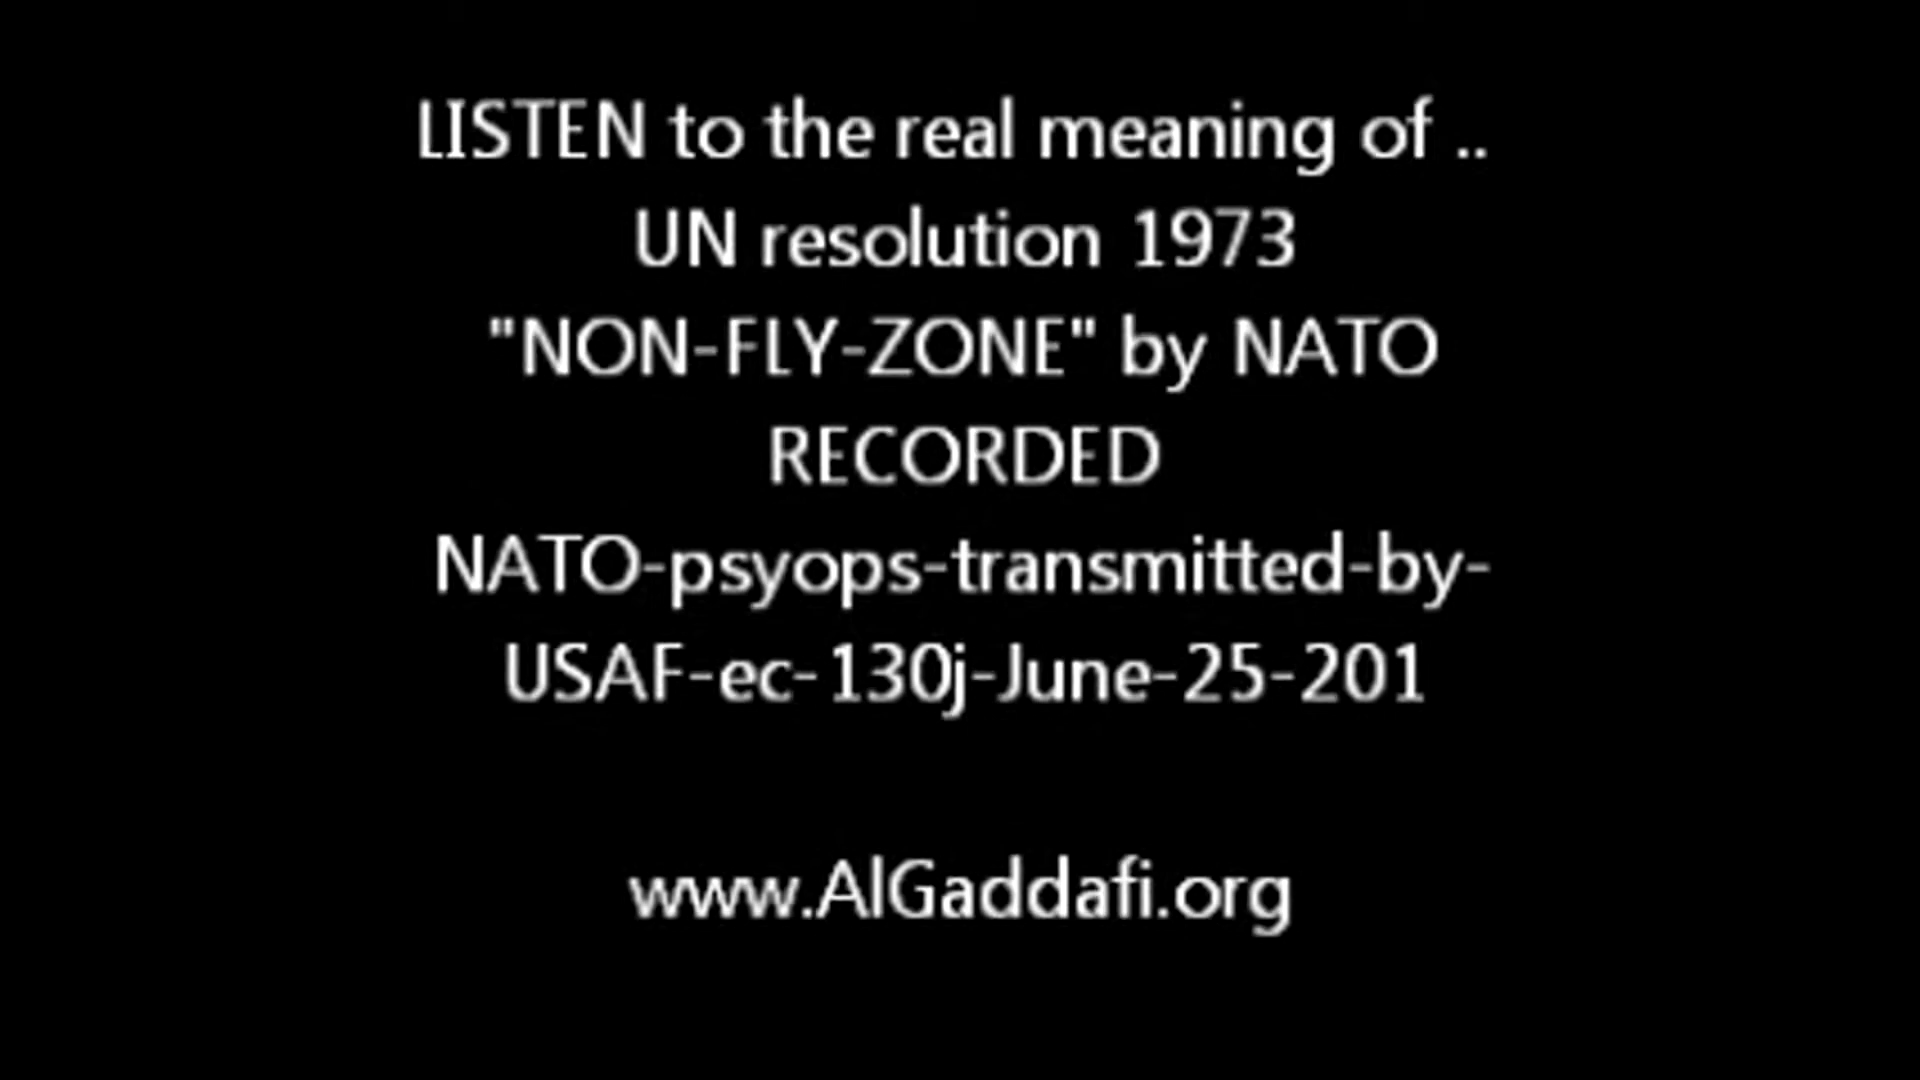 LISTEN to the real meaning of ..
UN resolution 1973
"NON-FLY-ZONE" by NATO
RECORDED
NATO-psyops-transmitted-by-
USAF-ec-130j-June-25-201
www.AlGaddafi.org